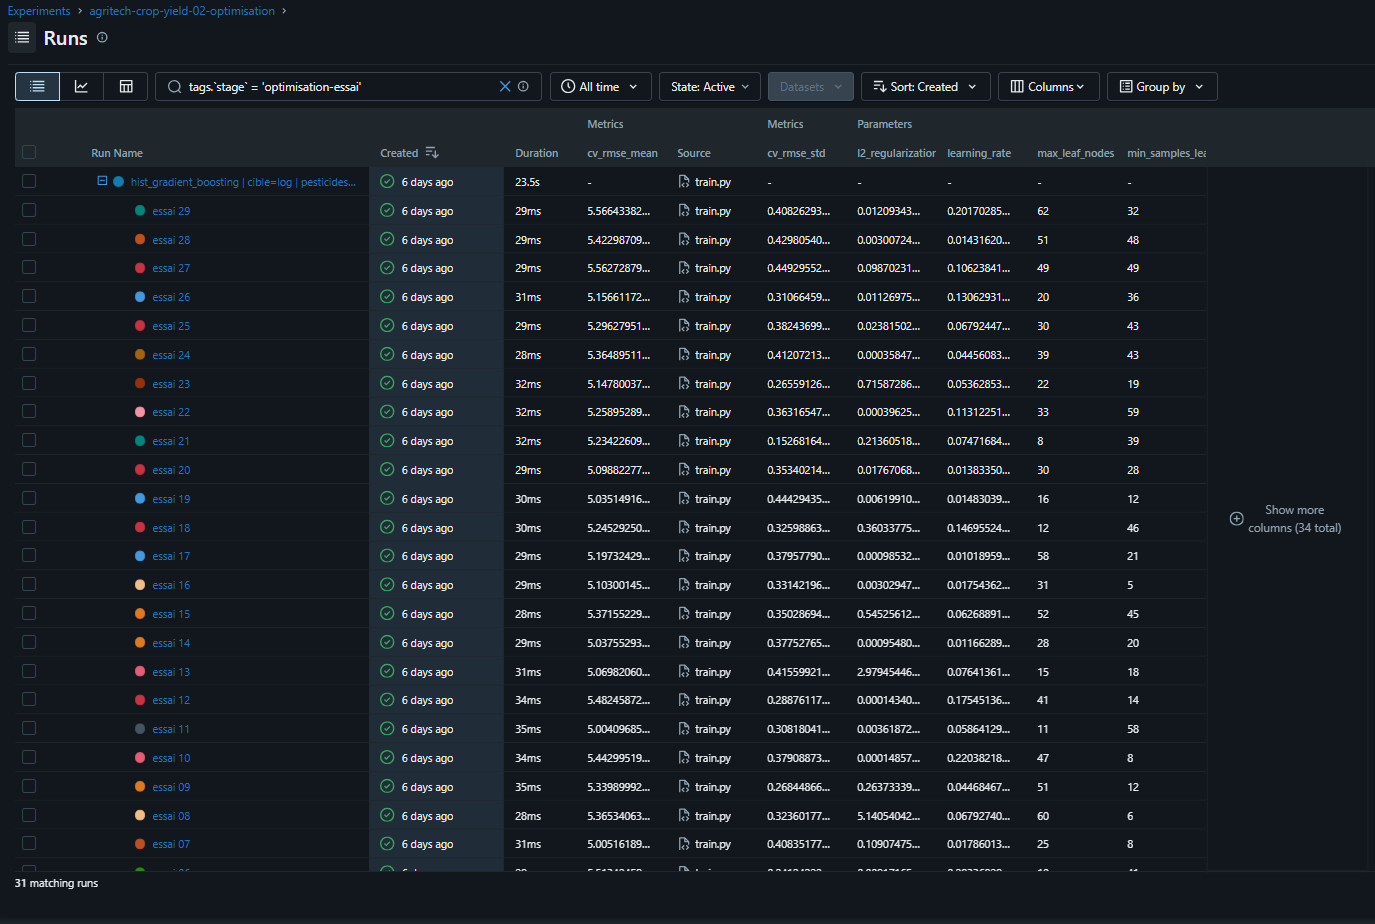 Experiments > agritech-crop-yield-02-optimisation >
Runs
tags.`stage` = 'optimisation-essai' All time State: Active Datasets Sort: Created Columns Group by
Metrics Metrics Parameters
Run Name Created Duration cv_rmse_mean Source cv_rmse_std l2_regularization learning_rate max_leaf_nodes min_samples_lea
hist_gradient_boosting | cible=log | pesticides... 6 days ago 23.5s - train.py - - - - -
essai 29 6 days ago 29ms 5.56643382... train.py 0.40826293... 0.01209343... 0.20170285... 62 32
essai 28 6 days ago 29ms 5.42298709... train.py 0.42980540... 0.00300724... 0.01431620... 51 48
essai 27 6 days ago 29ms 5.56272879... train.py 0.44929552... 0.09870231... 0.10623841... 49 49
essai 26 6 days ago 31ms 5.15661172... train.py 0.31066459... 0.01126975... 0.13062931... 20 36
essai 25 6 days ago 29ms 5.29627951... train.py 0.38243699... 0.02381502... 0.06792447... 30 43
essai 24 6 days ago 28ms 5.36489511... train.py 0.41207213... 0.00035847... 0.04456083... 39 43
essai 23 6 days ago 32ms 5.14780037... train.py 0.26559126... 0.71587286... 0.05362853... 22 19
essai 22 6 days ago 32ms 5.25895289... train.py 0.36316547... 0.00039625... 0.11312251... 33 59
essai 21 6 days ago 32ms 5.23422609... train.py 0.15268164... 0.21360518... 0.07471684... 8 39
essai 20 6 days ago 29ms 5.09882277... train.py 0.35340214... 0.01767068... 0.01383350... 30 28
essai 19 6 days ago 30ms 5.03514916... train.py 0.44429435... 0.00619910... 0.01483039... 16 12
essai 18 6 days ago 30ms 5.24529250... train.py 0.32598863... 0.36033775... 0.14695524... 12 46
essai 17 6 days ago 29ms 5.19732429... train.py 0.37957790... 0.00098532... 0.01018959... 58 21
essai 16 6 days ago 29ms 5.10300145... train.py 0.33142196... 0.00302947... 0.01754362... 31 5
essai 15 6 days ago 28ms 5.37155229... train.py 0.35028694... 0.54525612... 0.06268891... 52 45
essai 14 6 days ago 29ms 5.03755293... train.py 0.37752765... 0.00095480... 0.01166289... 28 20
essai 13 6 days ago 31ms 5.06982060... train.py 0.41559921... 2.97945446... 0.07641361... 15 18
essai 12 6 days ago 34ms 5.48245872... train.py 0.28876117... 0.00014340... 0.17545136... 41 14
essai 11 6 days ago 35ms 5.00409685... train.py 0.30818041... 0.00361872... 0.05864129... 11 58
essai 10 6 days ago 34ms 5.44299519... train.py 0.37908873... 0.00014857... 0.22038218... 47 8
essai 09 6 days ago 35ms 5.33989992... train.py 0.26844866... 0.26373339... 0.04468467... 51 12
essai 08 6 days ago 28ms 5.36534063... train.py 0.32360177... 5.14054042... 0.06792740... 60 6
essai 07 6 days ago 31ms 5.00516189... train.py 0.40835177... 0.10907475... 0.01786013... 25 8
Show more
columns (34 total)
31 matching runs